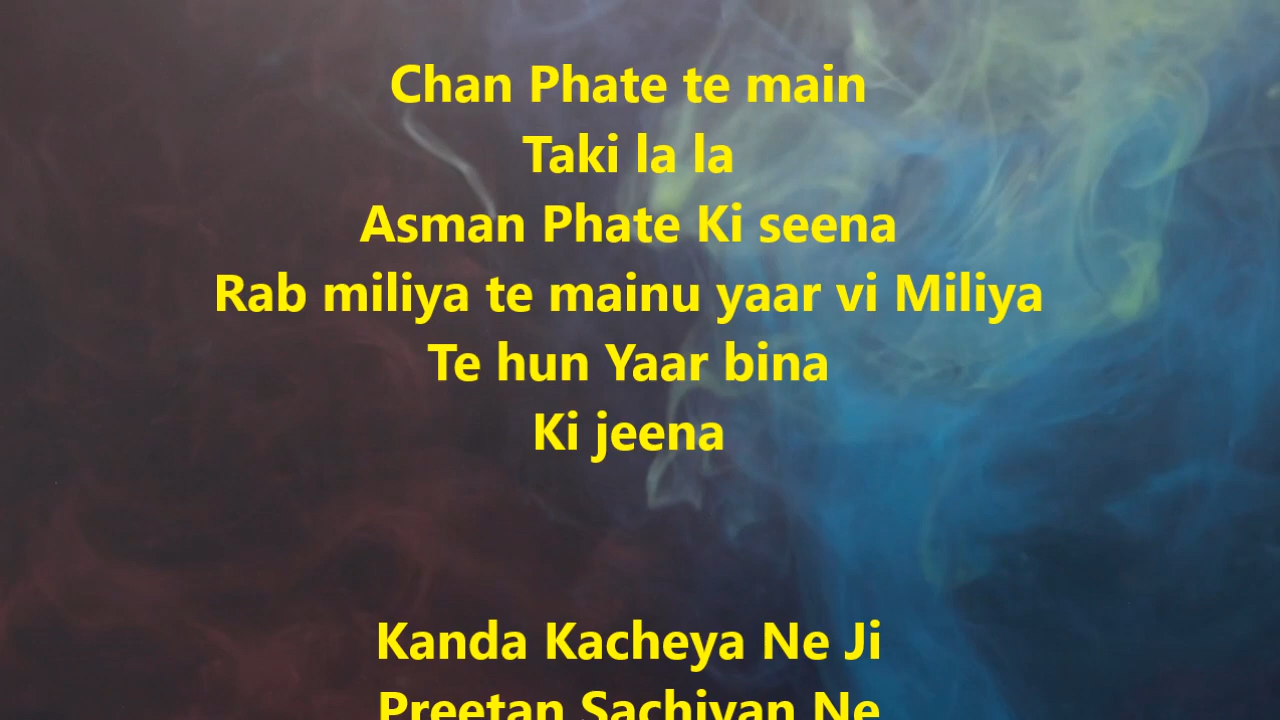 Chan Phate te main
Taki la la
Asman Phate Ki seena
Rab miliya te mainu yaar vi Miliya
Te hun Yaar bina
Ki jeena
Kanda Kacheya Ne Ji
Preetan Sachiyan Ne